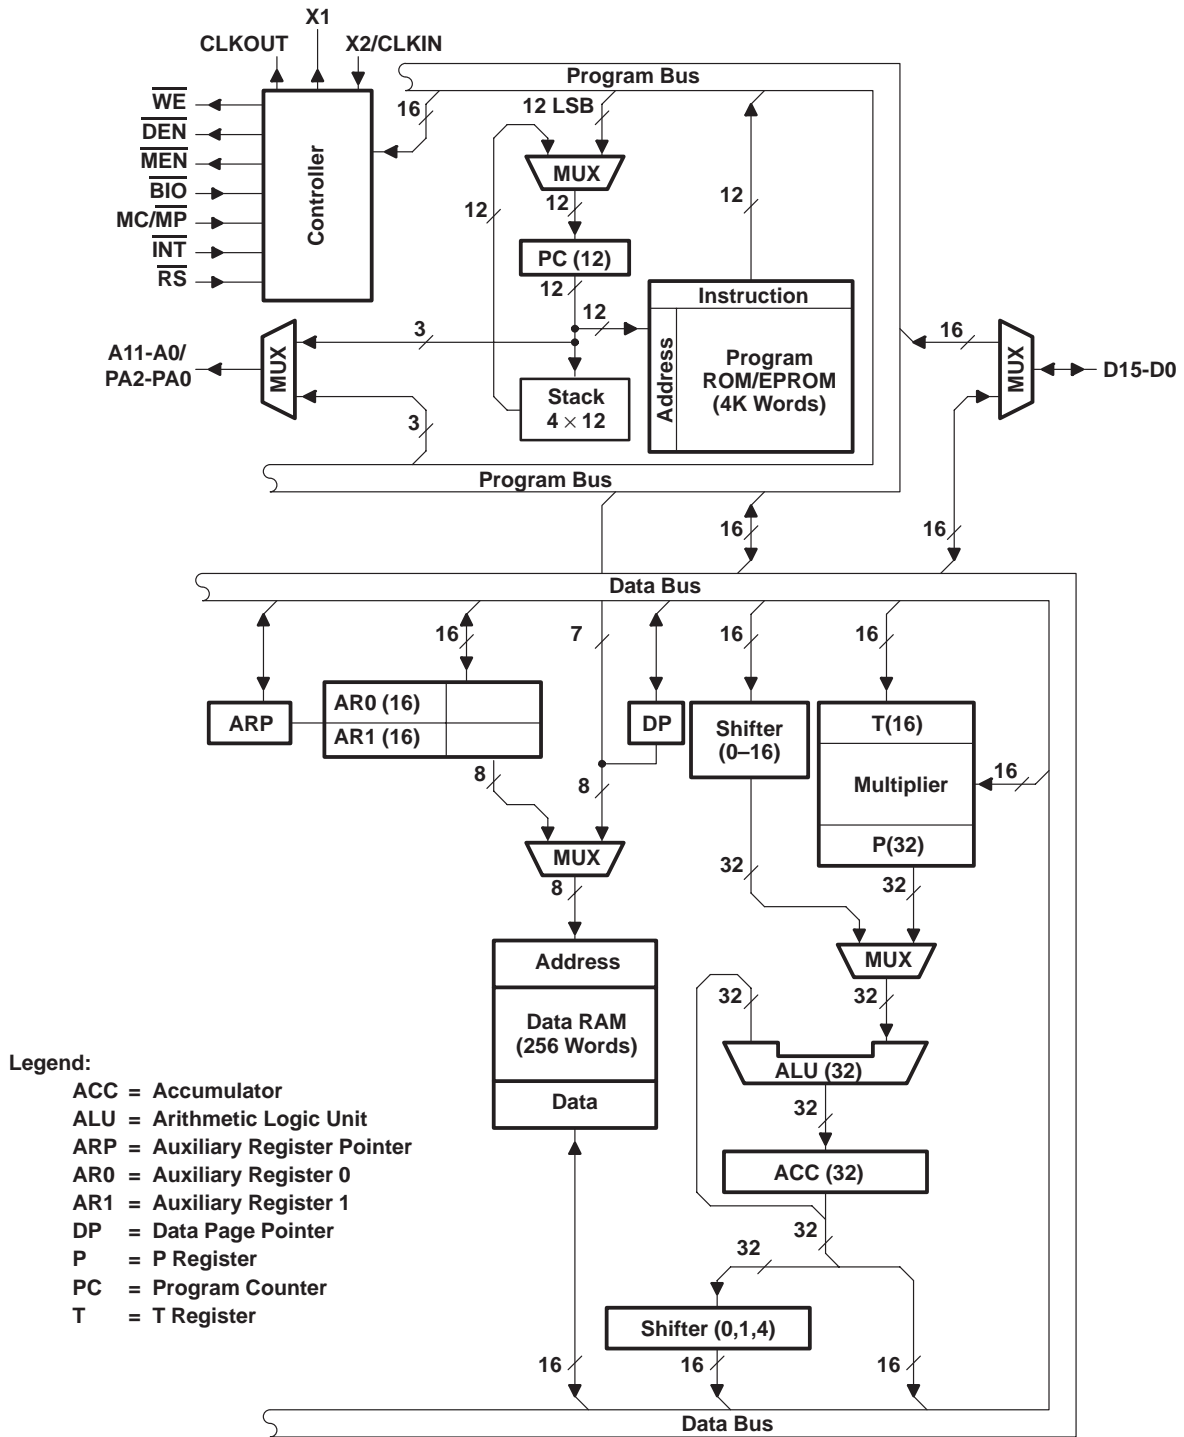 X1
CLKOUT
X2/CLKIN
Program Bus
WE
DEN
MEN
BIO
MC/MP
INT
RS
Controller
16
12 LSB
MUX
12
12
12
PC (12)
12
12
Instruction
Address
Program
ROM/EPROM
(4K Words)
Stack
4 × 12
A11-A0/
PA2-PA0
MUX
3
3
16
MUX
D15-D0
Program Bus
16
16
Data Bus
16
7
16
16
ARP
AR0 (16)
AR1 (16)
DP
Shifter
(0–16)
T(16)
Multiplier
P(32)
16
8
8
MUX
8
32
32
MUX
32
32
Address
Data RAM
(256 Words)
Data
ALU (32)
32
ACC (32)
32
32
Shifter (0,1,4)
16
16
16
Data Bus
Legend:
ACC = Accumulator
ALU = Arithmetic Logic Unit
ARP = Auxiliary Register Pointer
AR0 = Auxiliary Register 0
AR1 = Auxiliary Register 1
DP = Data Page Pointer
P = P Register
PC = Program Counter
T = T Register